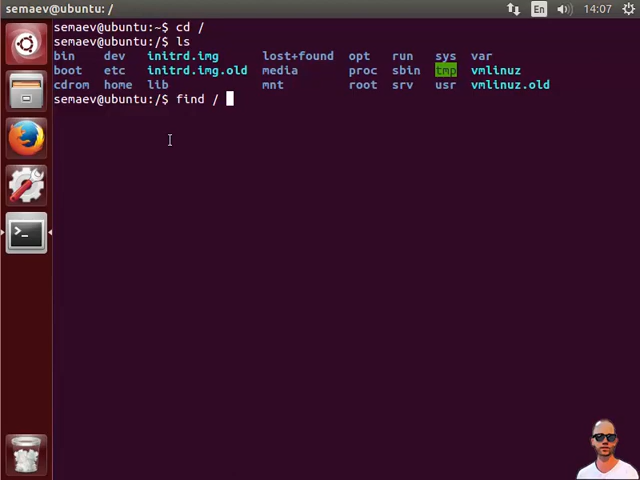 semaev@ubuntu: /
En
14:07
semaev@ubuntu:~$ cd /
semaev@ubuntu:/$ ls
bin dev initrd.img lost+found opt run sys var
boot etc initrd.img.old media proc sbin tmp vmlinuz
cdrom home lib mnt root srv usr vmlinuz.old
semaev@ubuntu:/$ find /
>_